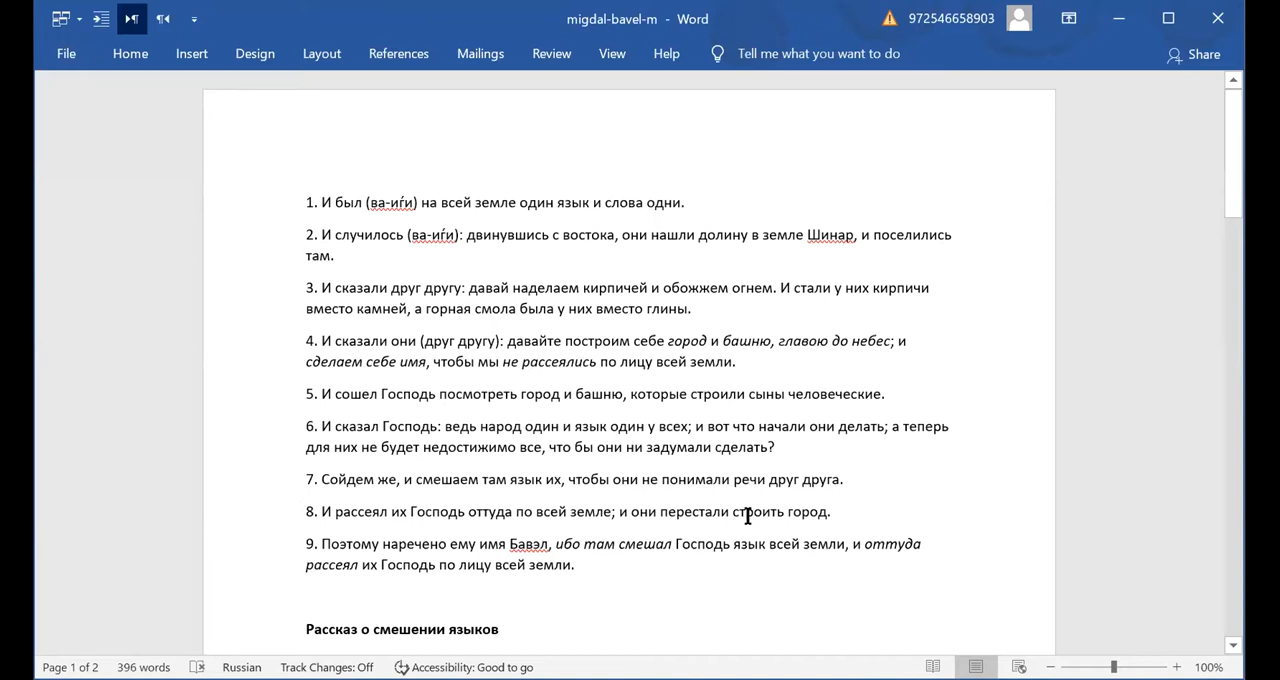 migdal-bavel-m - Word
972546658903
File Home Insert Design Layout References Mailings Review View Help Tell me what you want to do Share
1. И был (ва-иѓи) на всей земле один язык и слова одни.
2. И случилось (ва-иѓи): двинувшись с востока, они нашли долину в земле Шинар, и поселились
там.
3. И сказали друг другу: давай наделаем кирпичей и обожжем огнем. И стали у них кирпичи
вместо камней, а горная смола была у них вместо глины.
4. И сказали они (друг другу): давайте построим себе город и башню, главою до небес; и
сделаем себе имя, чтобы мы не рассеялись по лицу всей земли.
5. И сошел Господь посмотреть город и башню, которые строили сыны человеческие.
6. И сказал Господь: ведь народ один и язык один у всех; и вот что начали они делать; а теперь
для них не будет недостижимо все, что бы они ни задумали сделать?
7. Сойдем же, и смешаем там язык их, чтобы они не понимали речи друг друга.
8. И рассеял их Господь оттуда по всей земле; и они перестали строить город.
9. Поэтому наречено ему имя Бавэл, ибо там смешал Господь язык всей земли, и оттуда
рассеял их Господь по лицу всей земли.
Рассказ о смешении языков
Page 1 of 2 396 words Russian Track Changes: Off Accessibility: Good to go 100%